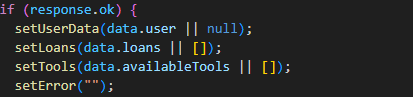 if (response.ok) {
setUserData(data.user || null);
setLoans(data.loans || []);
setTools(data.availableTools || []);
setError("");